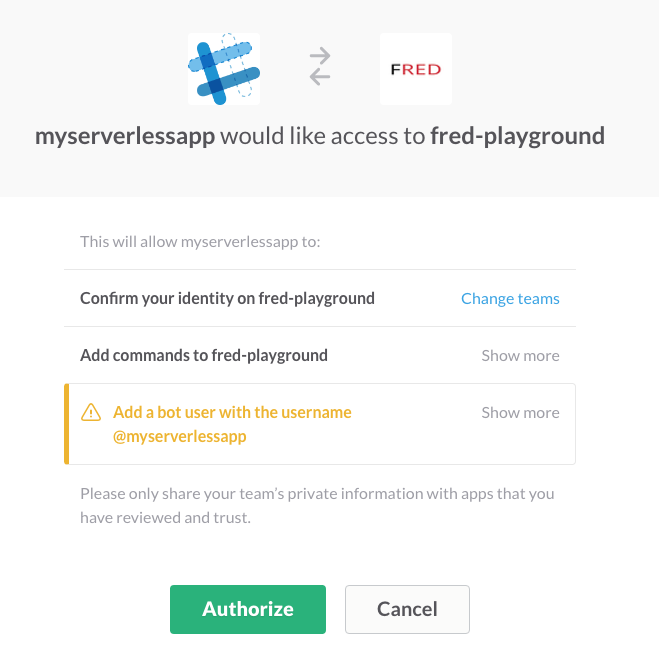 FRED
myserverlessapp would like access to fred-playground
This will allow myserverlessapp to:
Confirm your identity on fred-playground Change teams
Add commands to fred-playground Show more
Add a bot user with the username Show more
@myserverlessapp
Please only share your team’s private information with apps that you
have reviewed and trust.
Authorize Cancel